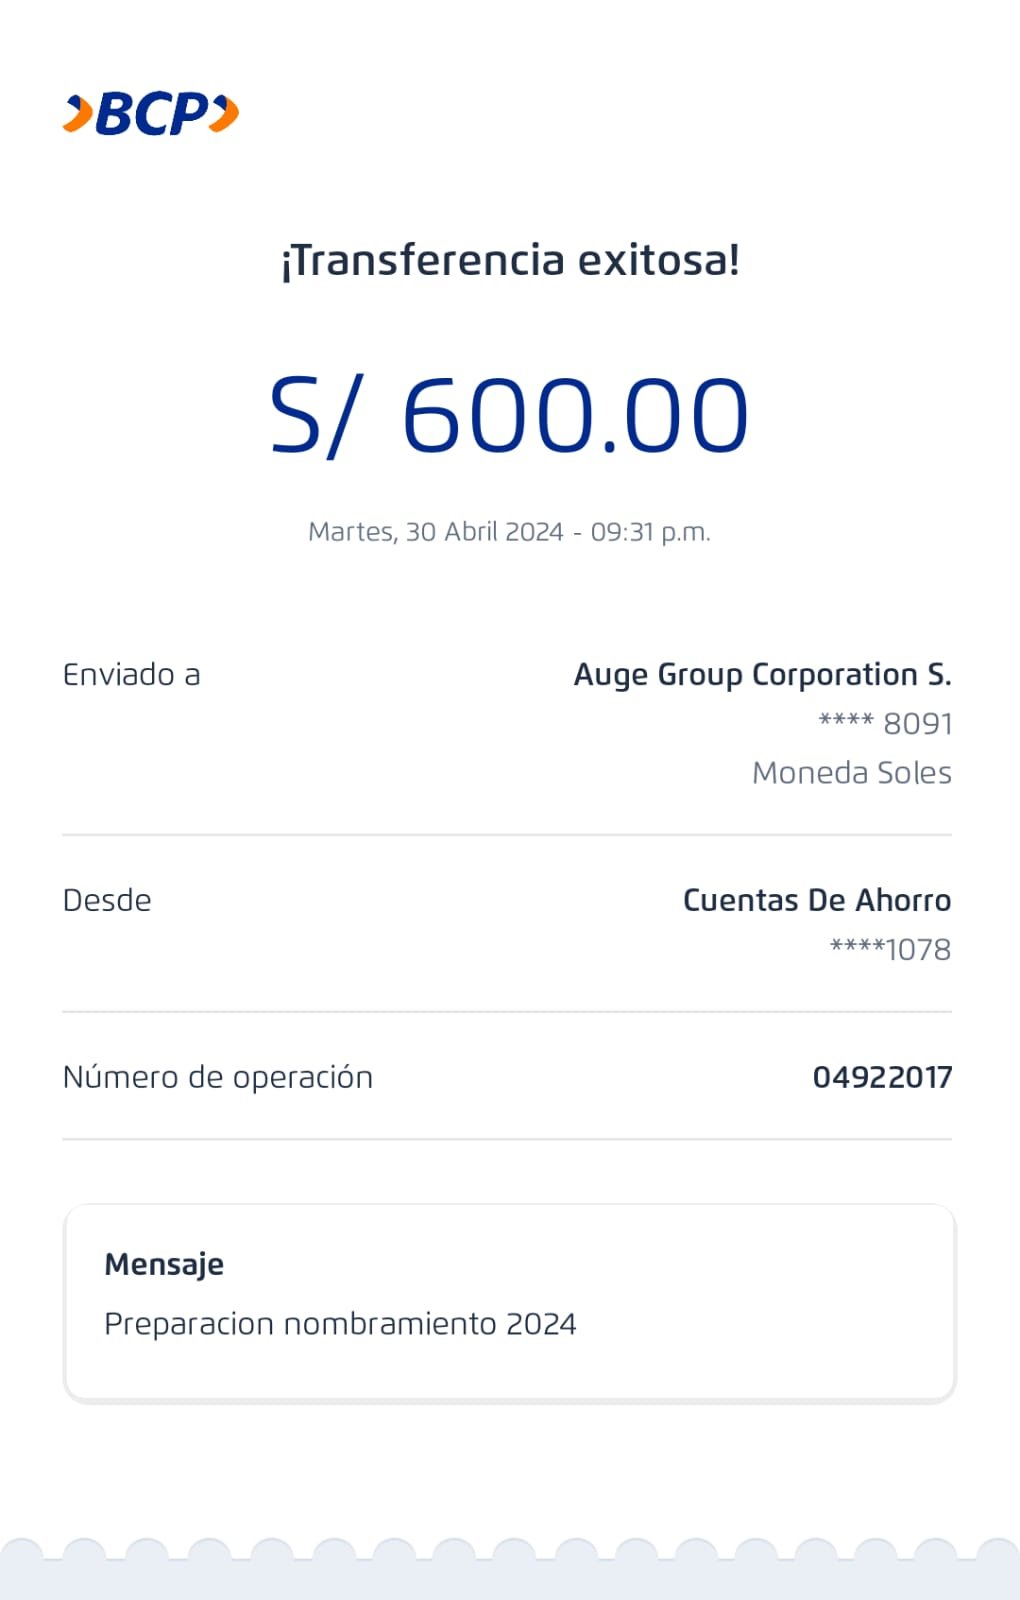 BCP
¡Transferencia exitosa!
S/ 600.00
Martes, 30 Abril 2024 - 09:31 p.m.
Enviado a
Auge Group Corporation S.
**** 8091
Moneda Soles
Desde
Cuentas De Ahorro
****1078
Número de operación
04922017
Mensaje
Preparacion nombramiento 2024